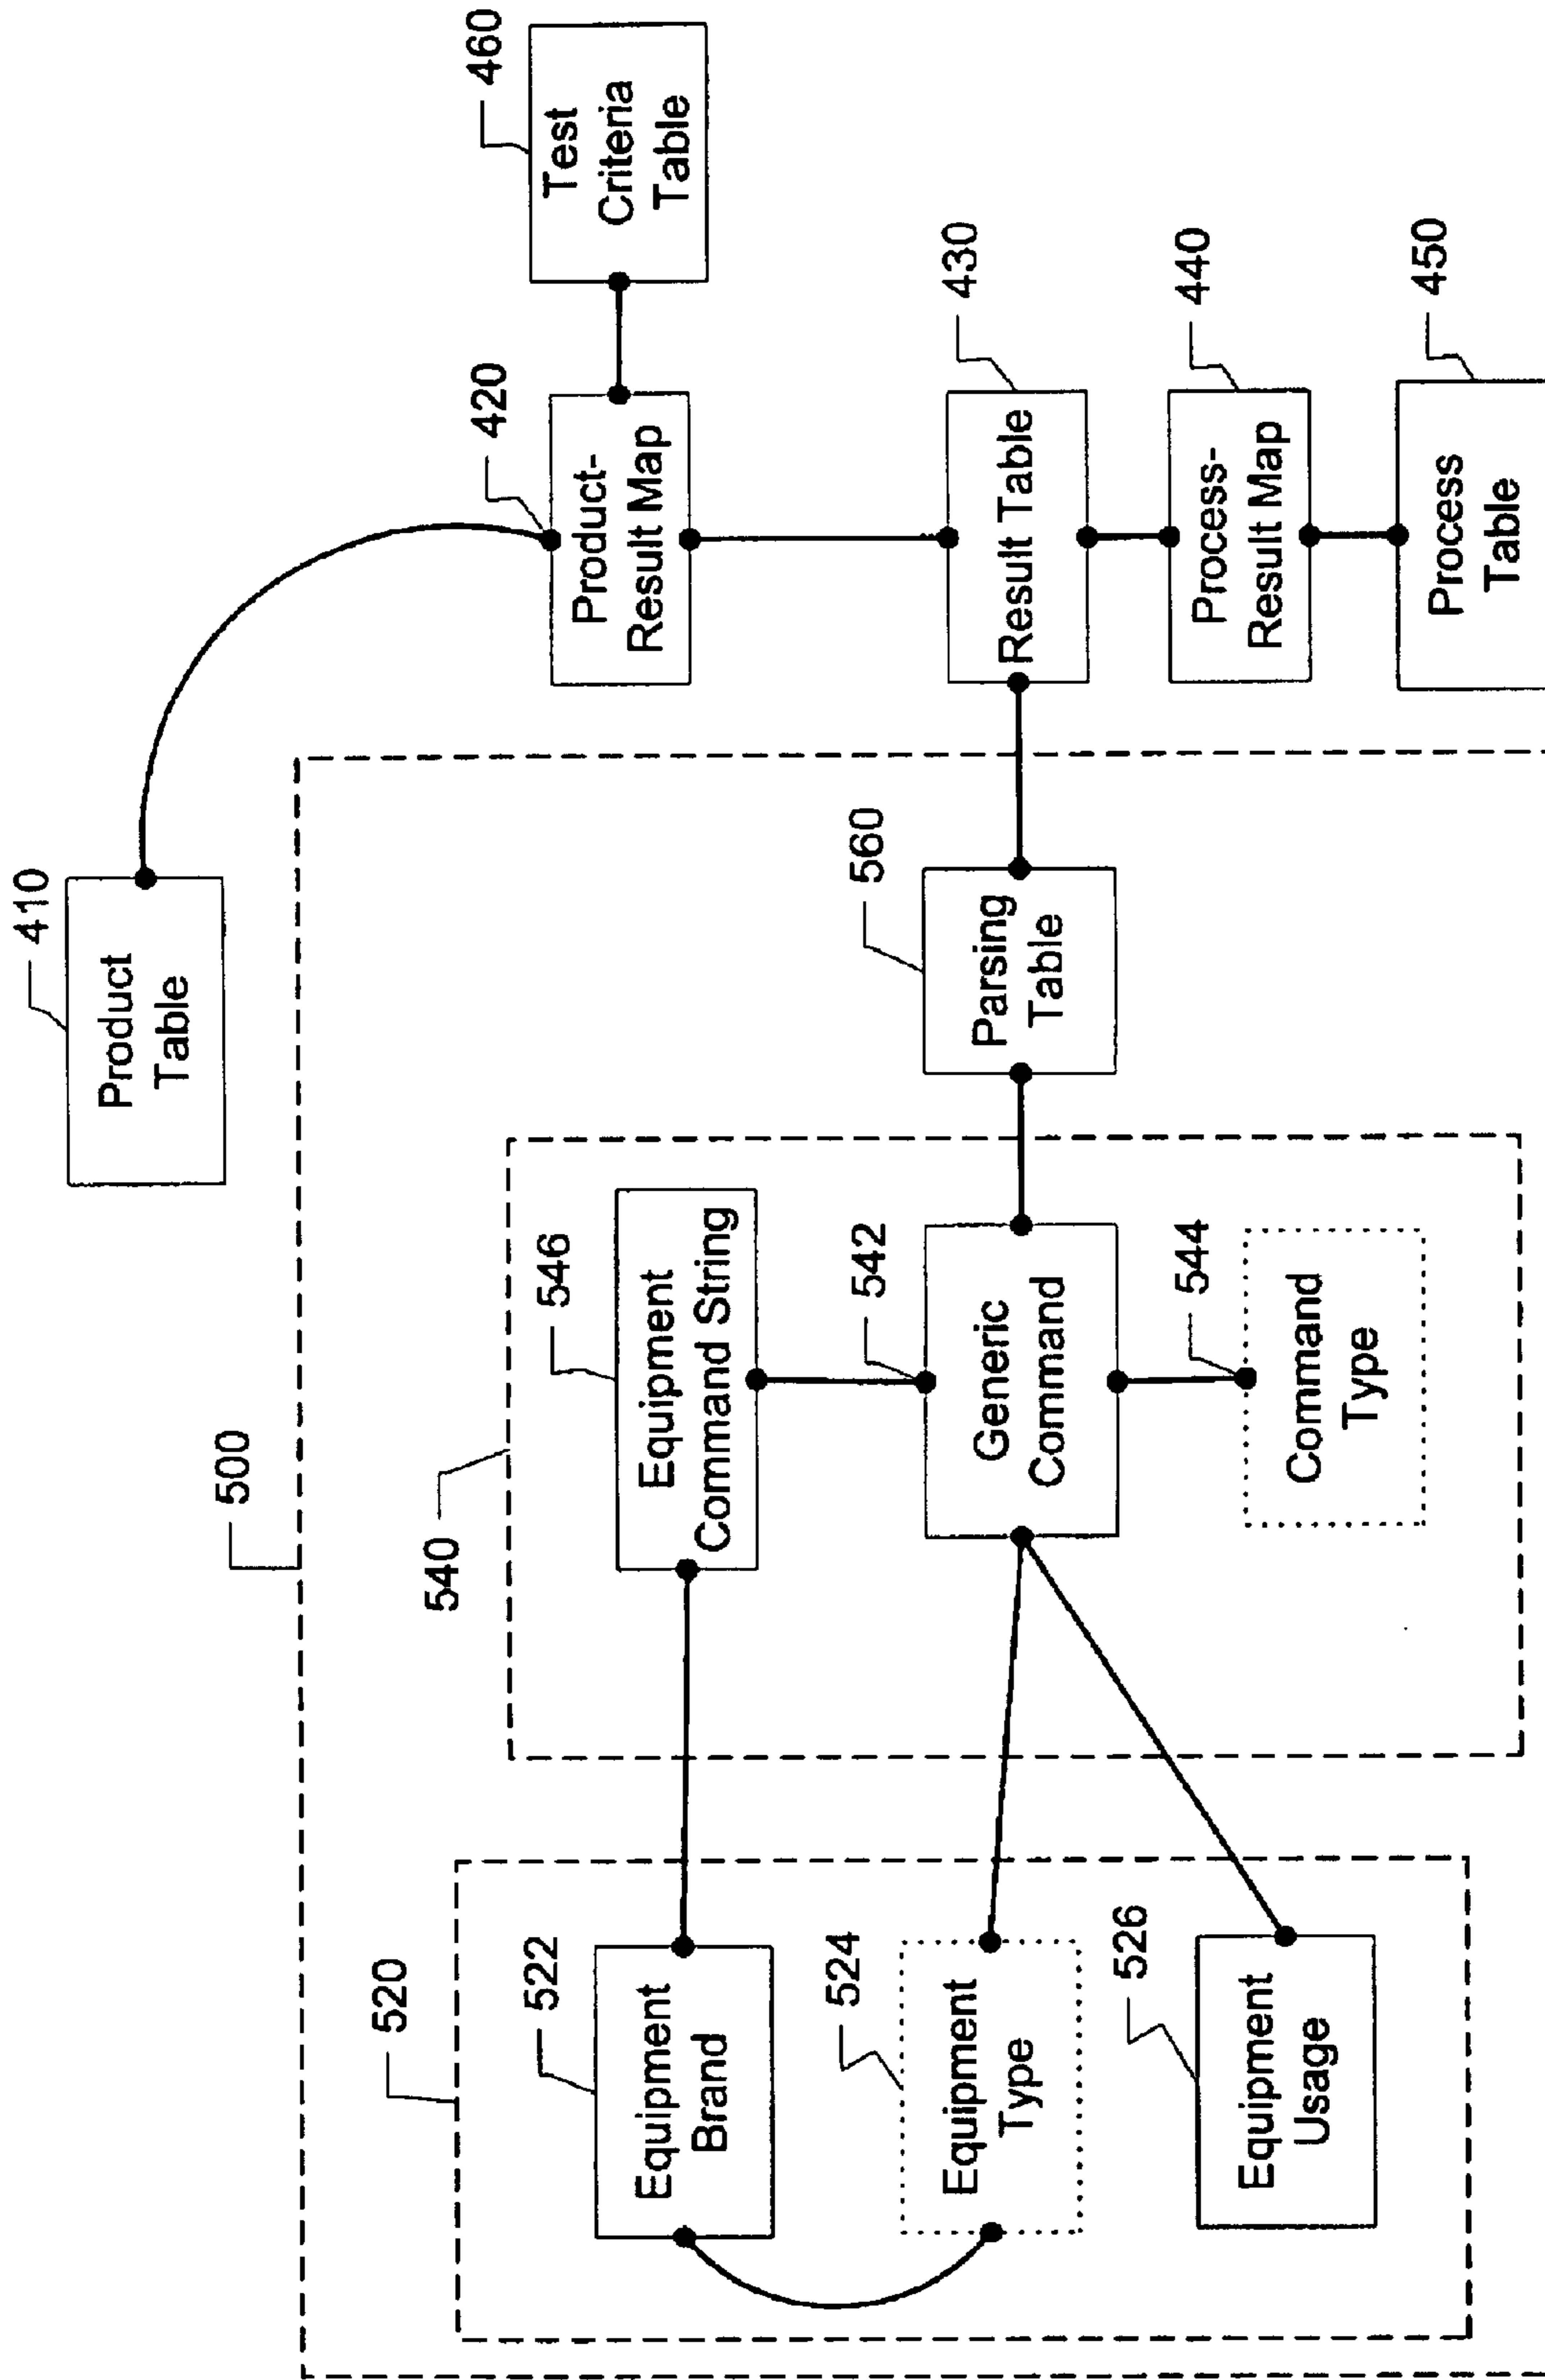 410
Product
Table
500
420
Product-
Result Map
460
Test
Criteria
Table
520
522
Equipment
Brand
540
546
Equipment
Command String
524
Equipment
Type
542
Generic
Command
560
Parsing
Table
430
Result Table
526
Equipment
Usage
544
Command
Type
440
Process-
Result Map
450
Process
Table